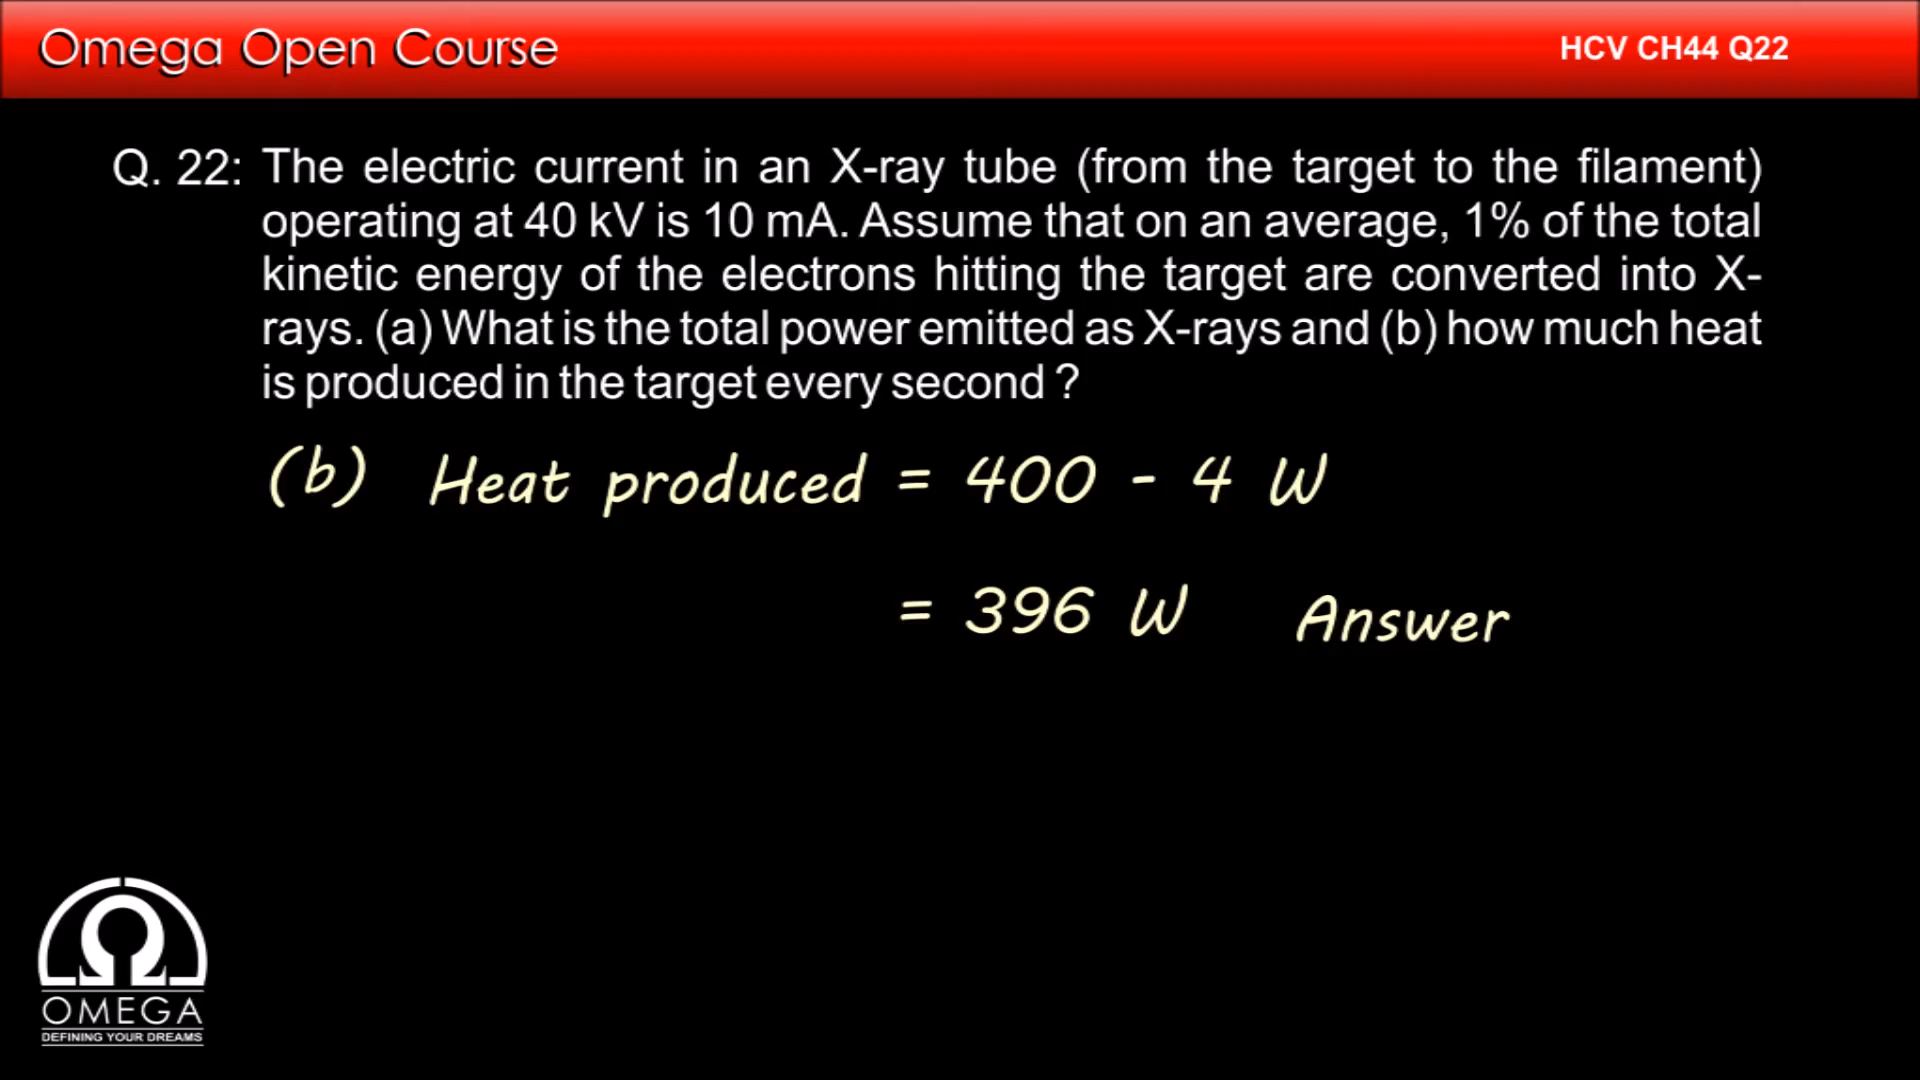 Omega Open Course
HCV CH44 Q22
Q. 22: The electric current in an X-ray tube (from the target to the filament)
operating at 40 kV is 10 mA. Assume that on an average, 1% of the total
kinetic energy of the electrons hitting the target are converted into X-
rays. (a) What is the total power emitted as X-rays and (b) how much heat
is produced in the target every second ?
(b) Heat produced = 400 - 4 W
= 396 W Answer
OMEGA
DEFINING YOUR DREAMS